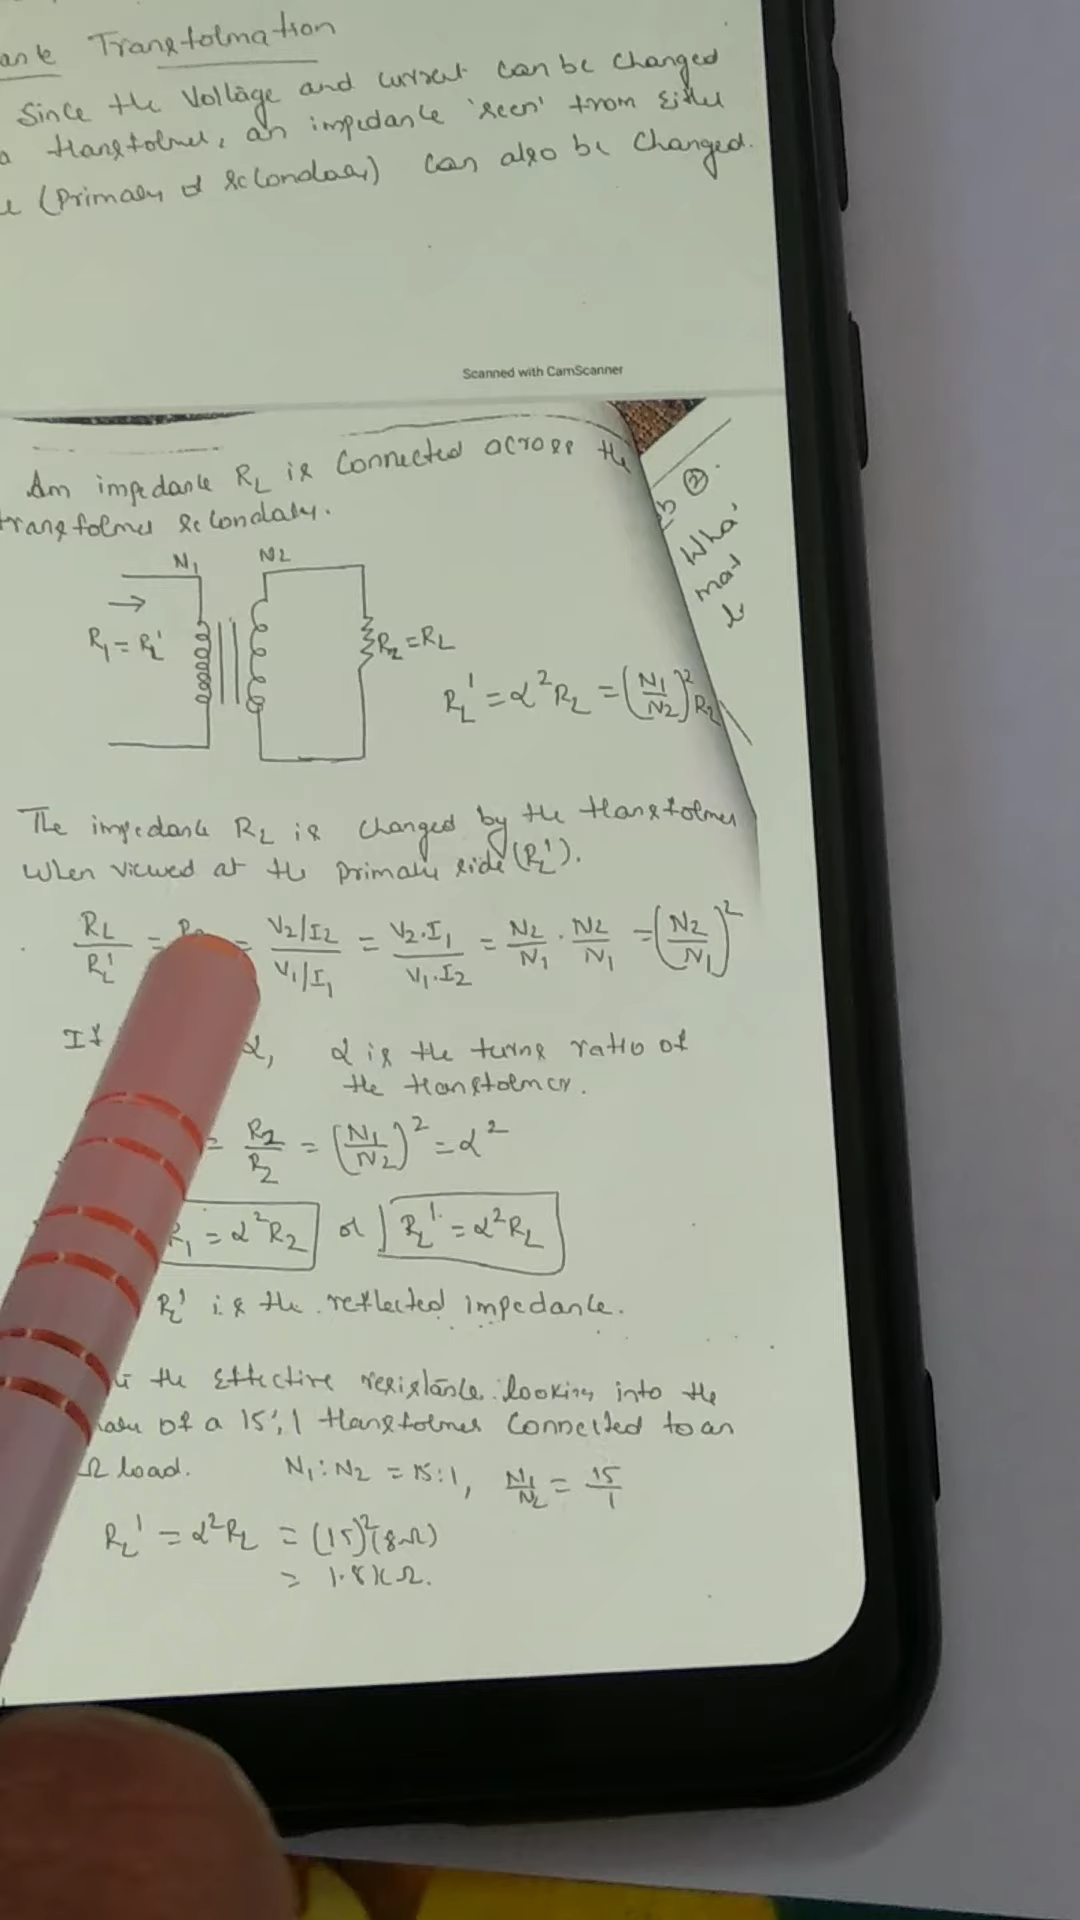 Transformation
Since the Voltage and current can be changed
a transformer, an impedance 'seen' from either
(Primary or Secondary) can also be changed.
Scanned with CamScanner
An impedance RL is connected across the
transformer secondary.
N1 N2
R1 = RL' R2 = RL
RL' = α²RL = (N1/N2)² RL
②.
Wha
The impedance RL is changed by the transformer
when viewed at the primary side (RL').
RL/RL' = = (V2/I2)/(V1/I1) = (V2.I1)/(V1.I2) = N2/N1 . N2/N1 = (N2/N1)²
If α, α is the turns ratio of
the transformer.
= R2/R2 = (N1/N2)² = α²
R1 = α²R2 or RL' = α²RL
RL' is the reflected impedance.
the effective resistance looking into the
of a 15:1 transformer connected to an
Ω load. N1:N2 = 15:1, N1/N2 = 15/1
RL' = α²RL = (15)²(8Ω)
= 1.8KΩ.